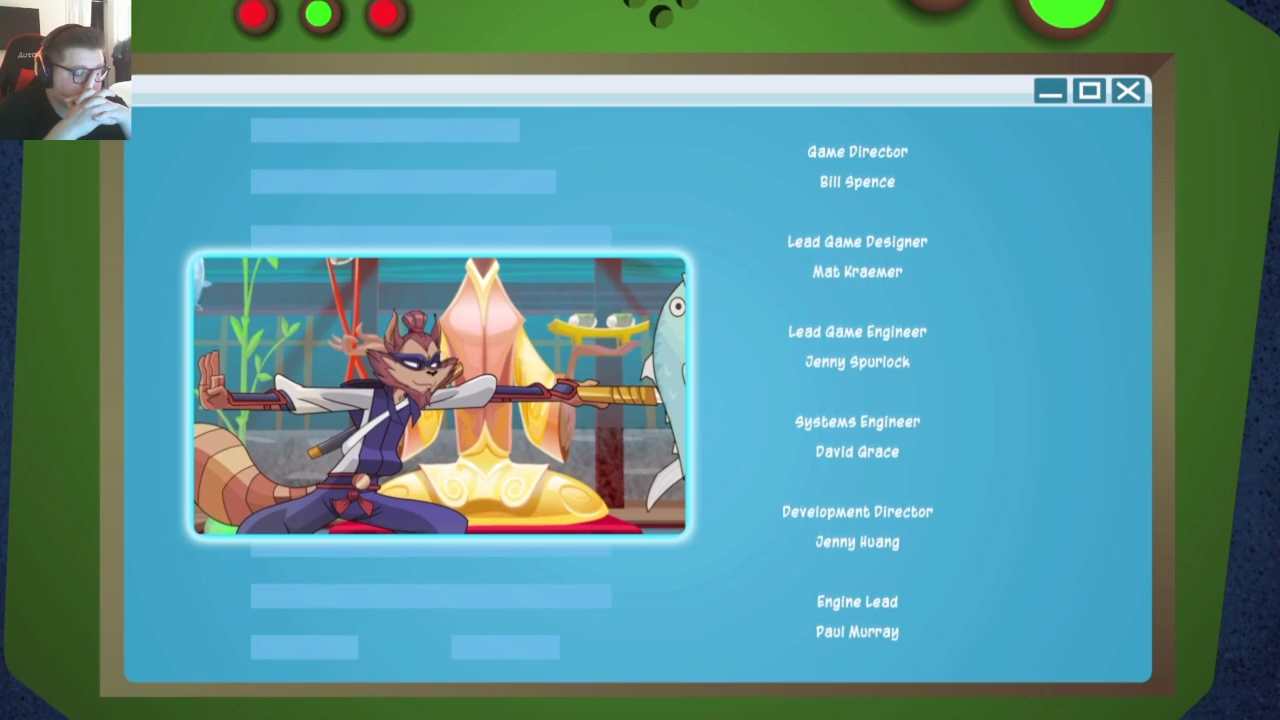 Game Director
Bill Spence
Lead Game Designer
Mat Kraemer
Lead Game Engineer
Jenny Spurlock
Systems Engineer
David Grace
Development Director
Jenny Huang
Engine Lead
Paul Murray